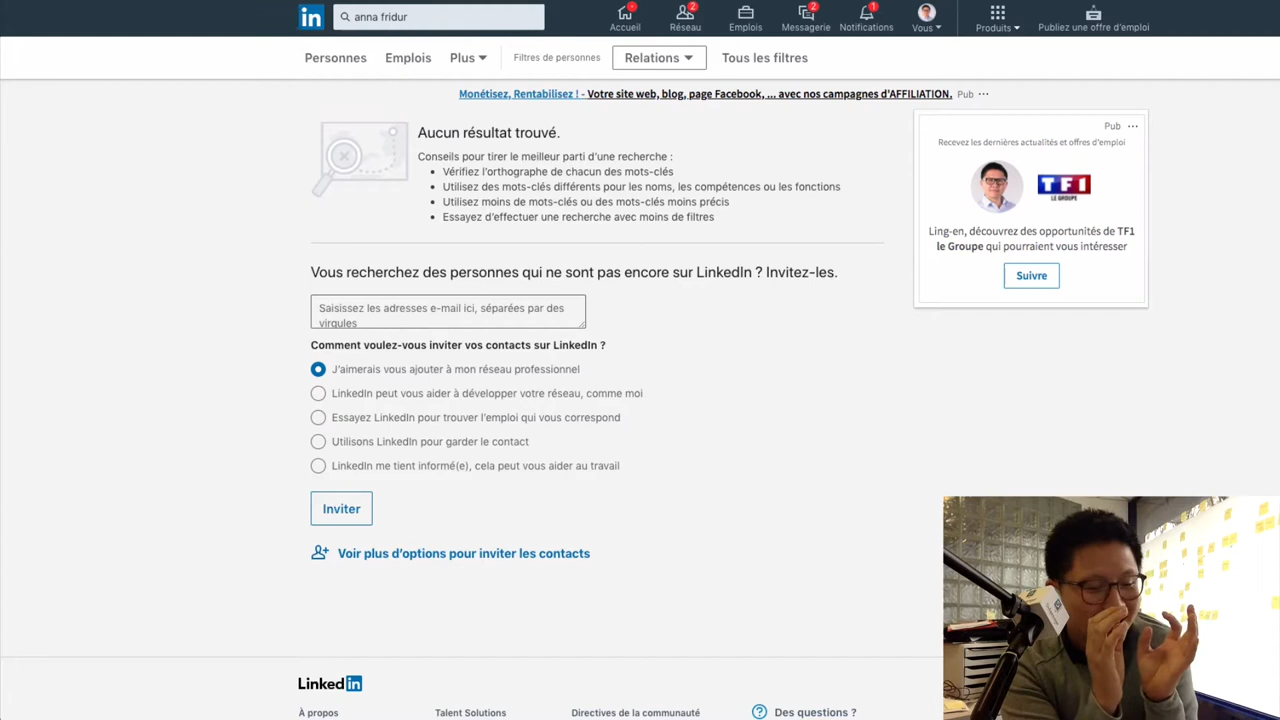 in
anna fridur
Accueil
2
Réseau
Emplois
2
Messagerie
1
Notifications
Vous
Produits
Publiez une offre d'emploi
Personnes
Emplois
Plus
Filtres de personnes
Relations
Tous les filtres
Monétisez, Rentabilisez ! - Votre site web, blog, page Facebook, ... avec nos campagnes d'AFFILIATION. Pub ···
Aucun résultat trouvé.
Conseils pour tirer le meilleur parti d'une recherche :
• Vérifiez l'orthographe de chacun des mots-clés
• Utilisez des mots-clés différents pour les noms, les compétences ou les fonctions
• Utilisez moins de mots-clés ou des mots-clés moins précis
• Essayez d'effectuer une recherche avec moins de filtres
Pub ···
Recevez les dernières actualités et offres d'emploi
TF1
LE GROUPE
Ling-en, découvrez des opportunités de TF1
le Groupe qui pourraient vous intéresser
Suivre
Vous recherchez des personnes qui ne sont pas encore sur LinkedIn ? Invitez-les.
Saisissez les adresses e-mail ici, séparées par des
virgules
Comment voulez-vous inviter vos contacts sur LinkedIn ?
J'aimerais vous ajouter à mon réseau professionnel
LinkedIn peut vous aider à développer votre réseau, comme moi
Essayez LinkedIn pour trouver l'emploi qui vous correspond
Utilisons LinkedIn pour garder le contact
LinkedIn me tient informé(e), cela peut vous aider au travail
Inviter
Voir plus d'options pour inviter les contacts
Linkedin
À propos
Talent Solutions
Directives de la communauté
Des questions ?